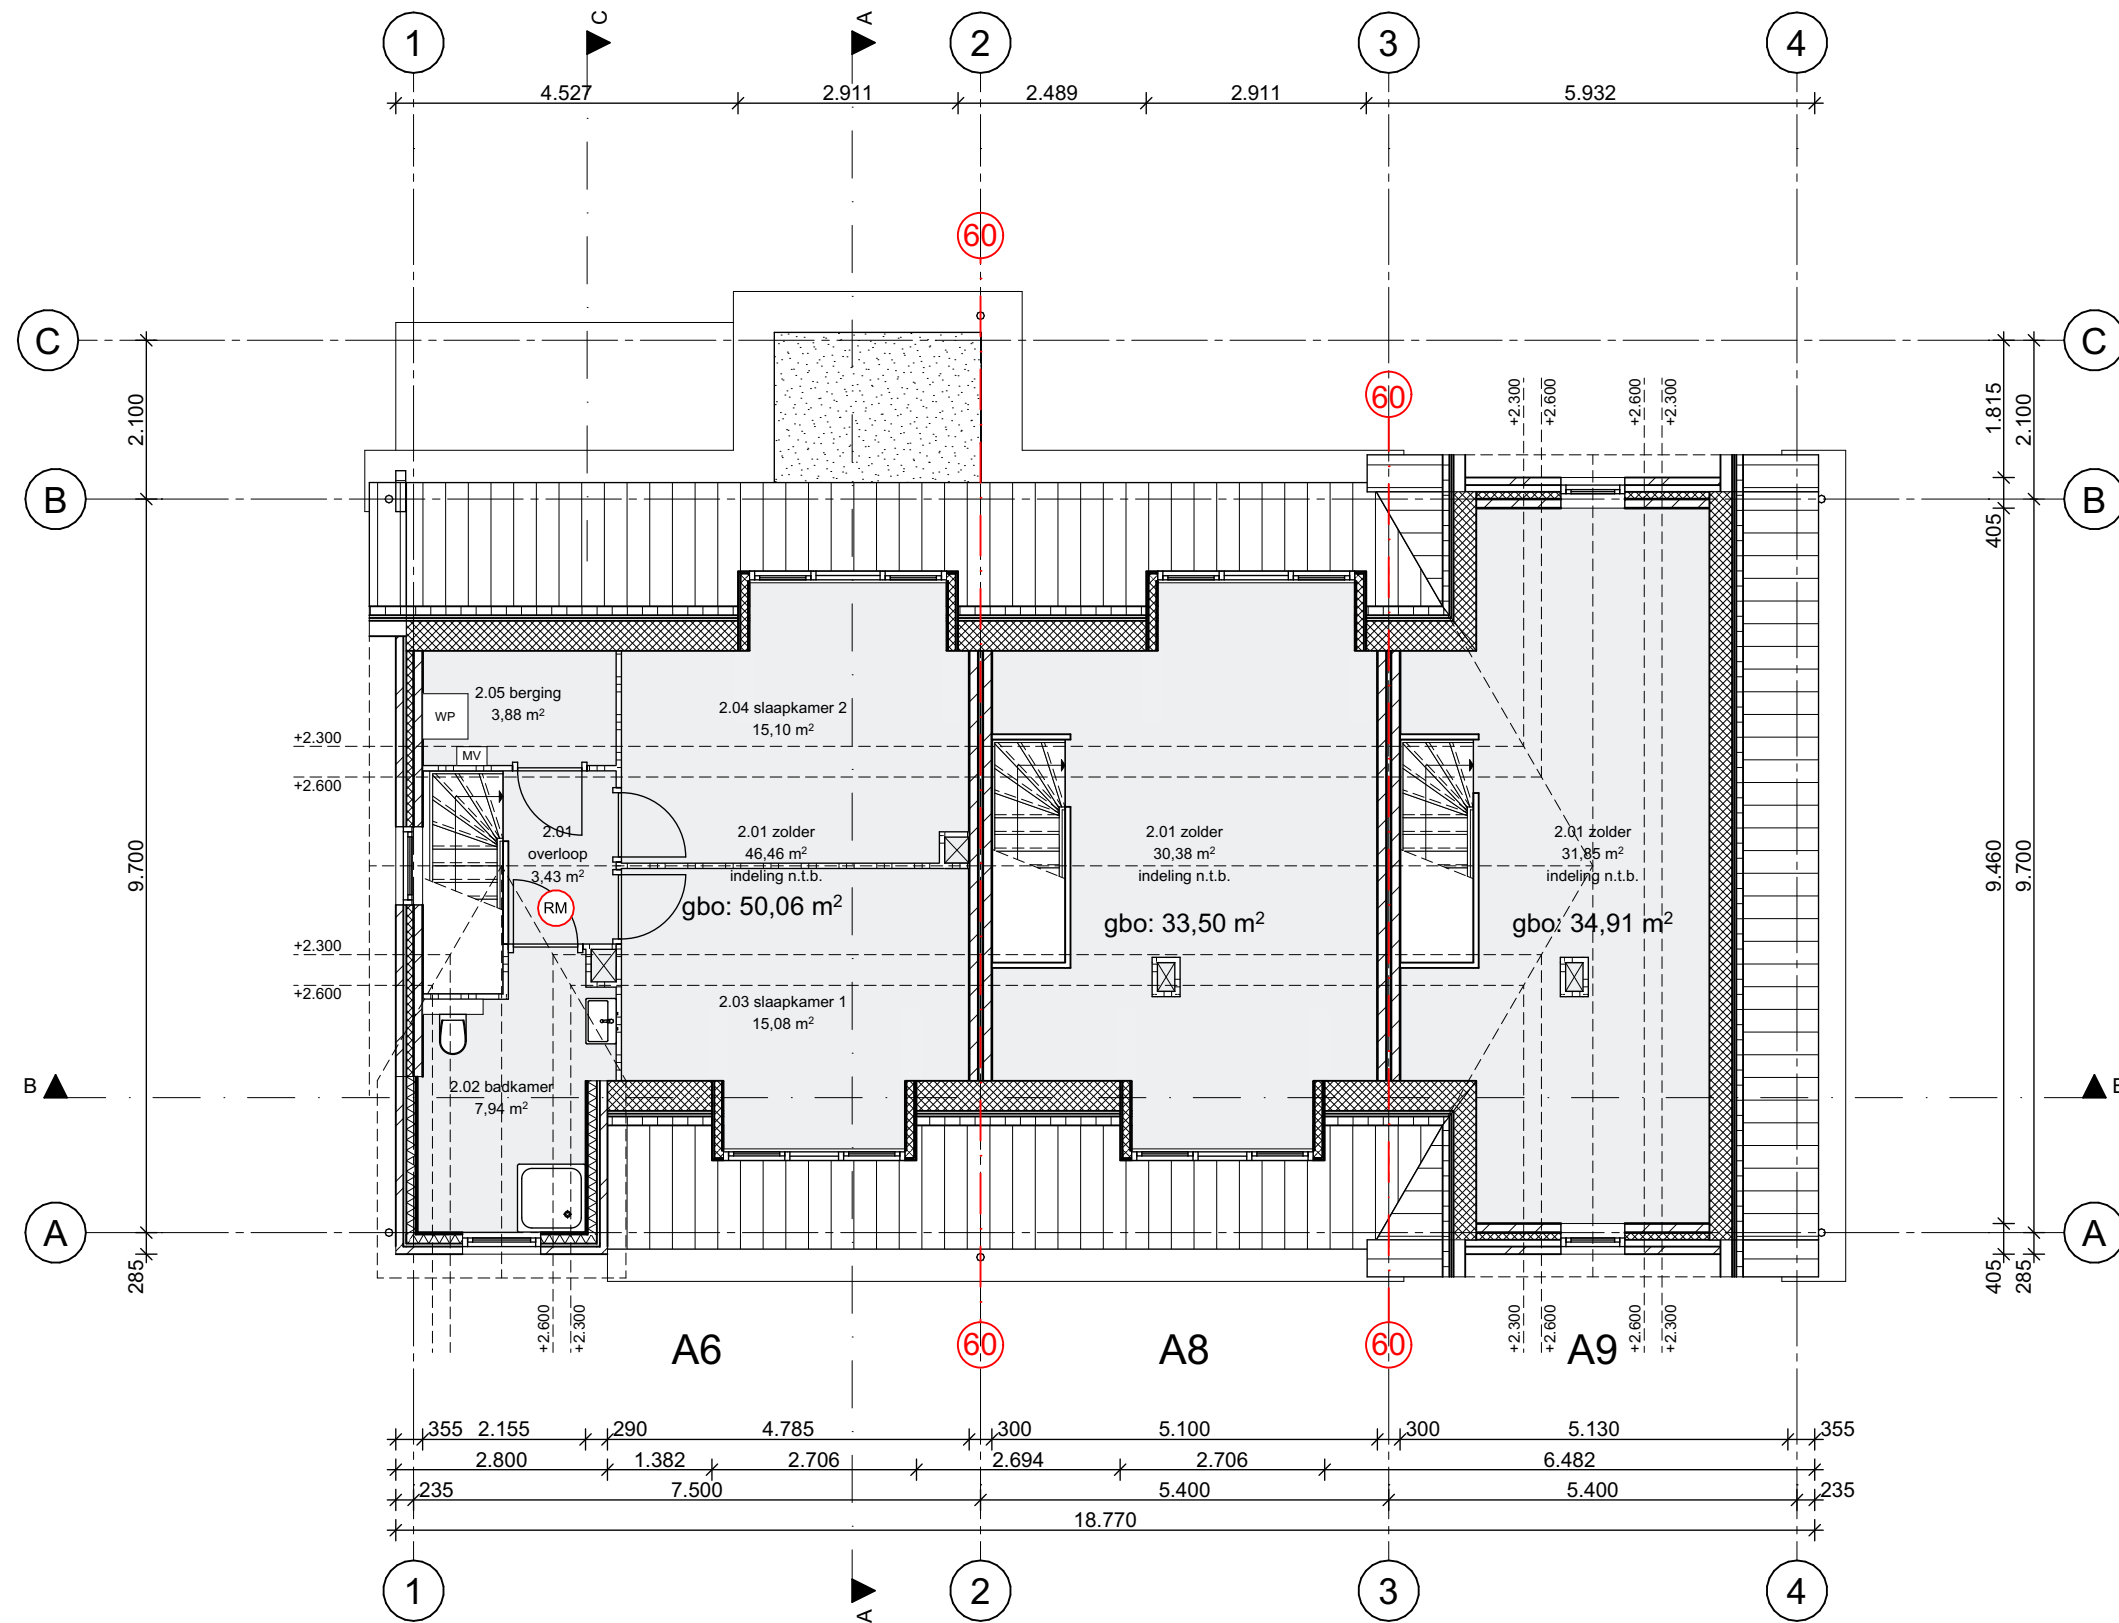 C
A
1
2
3
4
4.527
2.911
2.489
2.911
5.932
60
C
C
60
+2.300
+2.600
+2.600
+2.300
2.100
1.1815
2.100
B
B
405
2.05 berging
3,88 m²
WP
MV
2.04 slaapkamer 2
15,10 m²
+2.300
+2.600
2.01
overloop
3,43 m²
RM
2.01 zolder
46,46 m²
indeling n.t.b.
gbo: 50,06 m²
2.01 zolder
30,38 m²
indeling n.t.b.
gbo: 33,50 m²
2.01 zolder
31,85 m²
indeling n.t.b.
gbo: 34,91 m²
9.700
9.460
9.700
+2.300
+2.600
2.03 slaapkamer 1
15,08 m²
2.02 badkamer
7,94 m²
B
A
A
285
405
285
+2.600
+2.300
+2.300
+2.600
+2.600
+2.300
A6
60
A8
60
A9
355
2.155
290
4.785
300
5.100
300
5.130
355
2.800
1.382
2.706
2.694
2.706
6.482
235
7.500
5.400
5.400
235
18.770
1
A
2
3
4